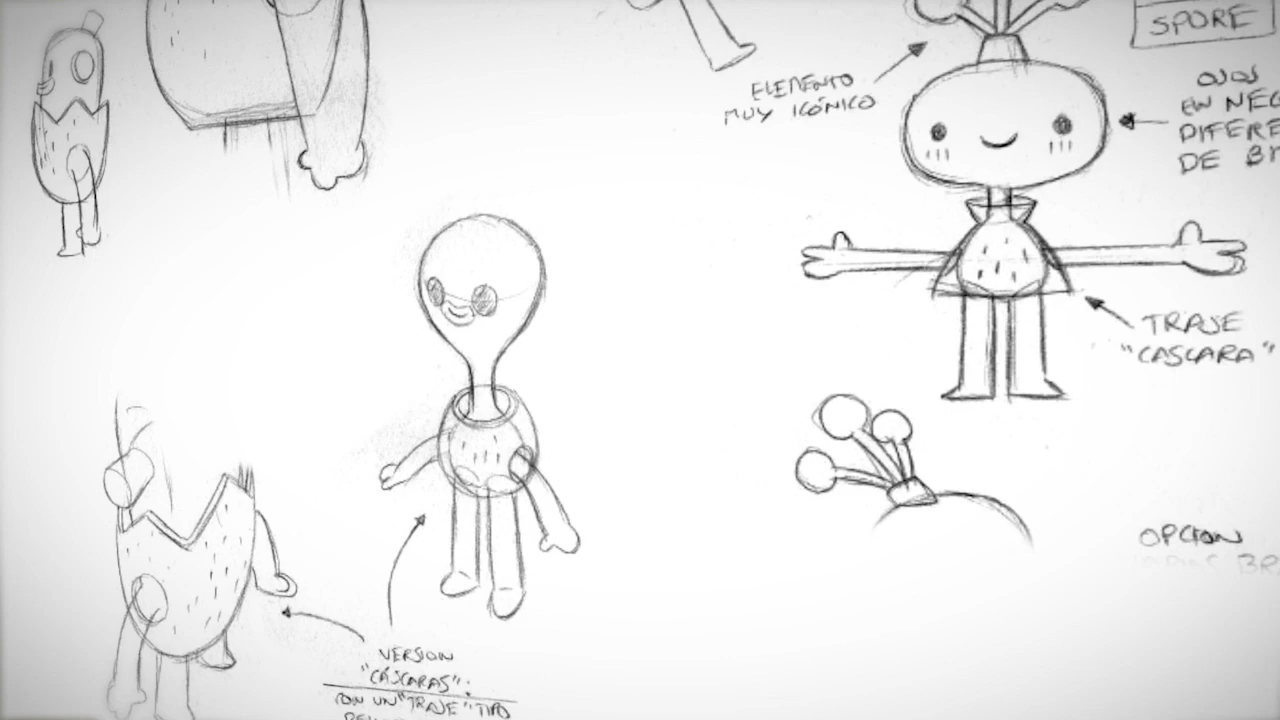 SPORE
ELEMENTO
MUY ICÓNICO
OJOS
EN NEG
DIFERE
DE
TRAJE
"CASCARA"
OPCION
VERSION
"CÁSCARAS":
CON UN "TRAJE" TIPO